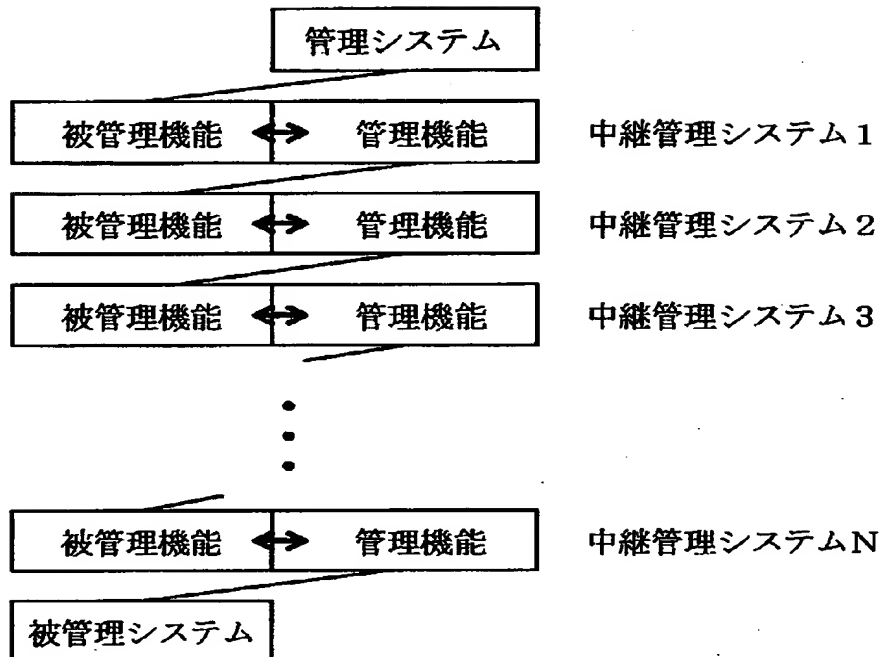 管理システム
被管理機能 ↔ 管理機能 中継管理システム1
被管理機能 ↔ 管理機能 中継管理システム2
被管理機能 ↔ 管理機能 中継管理システム3
被管理機能 ↔ 管理機能 中継管理システムN
被管理システム